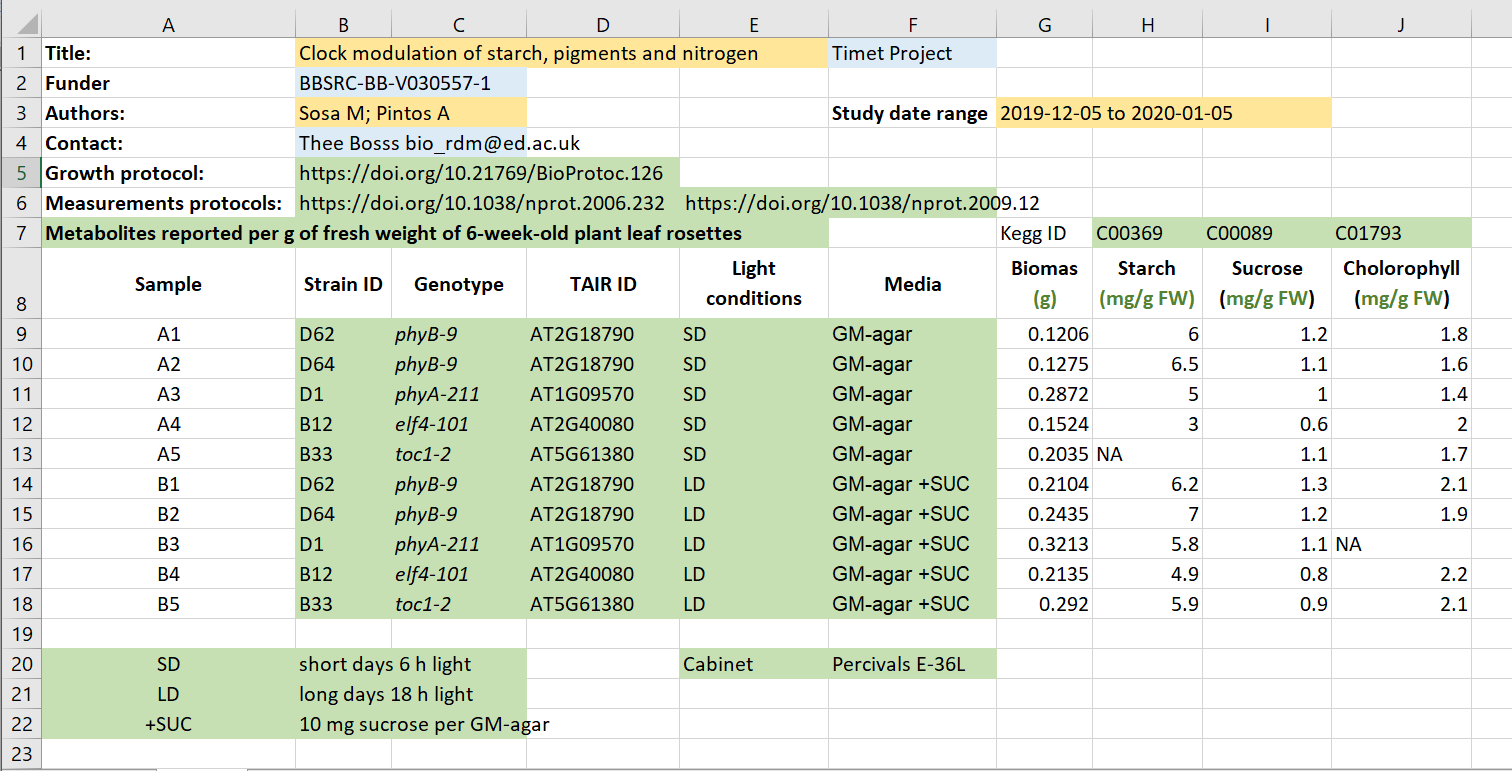 A B C D E F G H I J
1 Title: Clock modulation of starch, pigments and nitrogen Timet Project
2 Funder BBSRC-BB-V030557-1
3 Authors: Sosa M; Pintos A Study date range 2019-12-05 to 2020-01-05
4 Contact: Thee Bosss bio_rdm@ed.ac.uk
5 Growth protocol: https://doi.org/10.21769/BioProtoc.126
6 Measurements protocols: https://doi.org/10.1038/nprot.2006.232 https://doi.org/10.1038/nprot.2009.12
7 Metabolites reported per g of fresh weight of 6-week-old plant leaf rosettes Kegg ID C00369 C00089 C01793
8 Sample Strain ID Genotype TAIR ID Light conditions Media Biomas (g) Starch (mg/g FW) Sucrose (mg/g FW) Cholorophyll (mg/g FW)
9 A1 D62 phyB-9 AT2G18790 SD GM-agar 0.1206 6 1.2 1.8
10 A2 D64 phyB-9 AT2G18790 SD GM-agar 0.1275 6.5 1.1 1.6
11 A3 D1 phyA-211 AT1G09570 SD GM-agar 0.2872 5 1 1.4
12 A4 B12 elf4-101 AT2G40080 SD GM-agar 0.1524 3 0.6 2
13 A5 B33 toc1-2 AT5G61380 SD GM-agar 0.2035 NA 1.1 1.7
14 B1 D62 phyB-9 AT2G18790 LD GM-agar +SUC 0.2104 6.2 1.3 2.1
15 B2 D64 phyB-9 AT2G18790 LD GM-agar +SUC 0.2435 7 1.2 1.9
16 B3 D1 phyA-211 AT1G09570 LD GM-agar +SUC 0.3213 5.8 1.1 NA
17 B4 B12 elf4-101 AT2G40080 LD GM-agar +SUC 0.2135 4.9 0.8 2.2
18 B5 B33 toc1-2 AT5G61380 LD GM-agar +SUC 0.292 5.9 0.9 2.1
19
20 SD short days 6 h light Cabinet Percivals E-36L
21 LD long days 18 h light
22 +SUC 10 mg sucrose per GM-agar
23